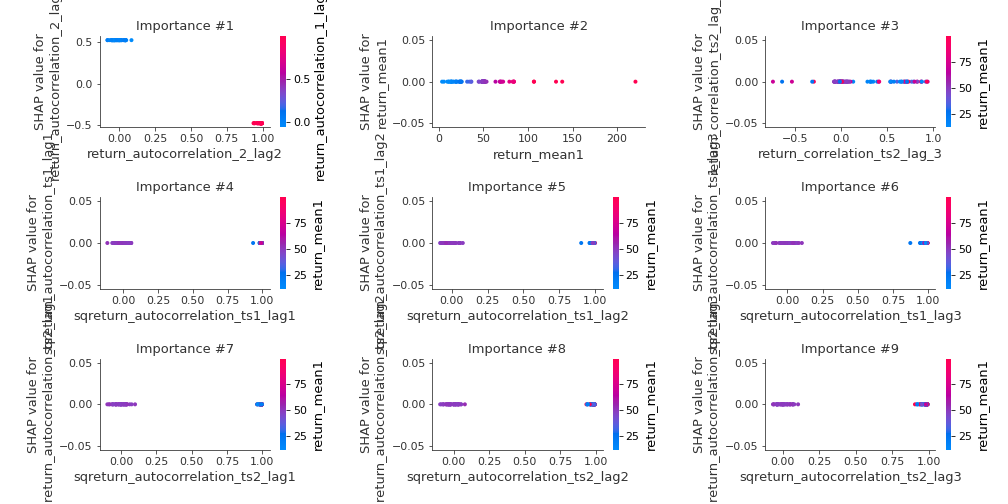 Importance #1
SHAP value for
return_autocorrelation_2_lag2
0.5
0.0
−0.5
0.00 0.25 0.50 0.75 1.00
return_autocorrelation_2_lag2
0.5
0.0
Importance #2
SHAP value for
return_mean1
0.05
0.00
−0.05
0 50 100 150 200
return_mean1
Importance #3
SHAP value for
0.05
0.00
−0.05
−0.5 0.0 0.5 1.0
return_correlation_ts2_lag_3
75
50
25
return_mean1
Importance #4
SHAP value for
0.05
0.00
−0.05
0.00 0.25 0.50 0.75 1.00
sqreturn_autocorrelation_ts1_lag1
75
50
25
return_mean1
Importance #5
SHAP value for
0.05
0.00
−0.05
0.00 0.25 0.50 0.75 1.00
sqreturn_autocorrelation_ts1_lag2
75
50
25
return_mean1
Importance #6
SHAP value for
0.05
0.00
−0.05
0.00 0.25 0.50 0.75 1.00
sqreturn_autocorrelation_ts1_lag3
75
50
25
return_mean1
Importance #7
SHAP value for
0.05
0.00
−0.05
0.00 0.25 0.50 0.75 1.00
sqreturn_autocorrelation_ts2_lag1
75
50
25
return_mean1
Importance #8
SHAP value for
0.05
0.00
−0.05
0.00 0.25 0.50 0.75 1.00
sqreturn_autocorrelation_ts2_lag2
75
50
25
return_mean1
Importance #9
SHAP value for
0.05
0.00
−0.05
0.00 0.25 0.50 0.75 1.00
sqreturn_autocorrelation_ts2_lag3
75
50
25
return_mean1